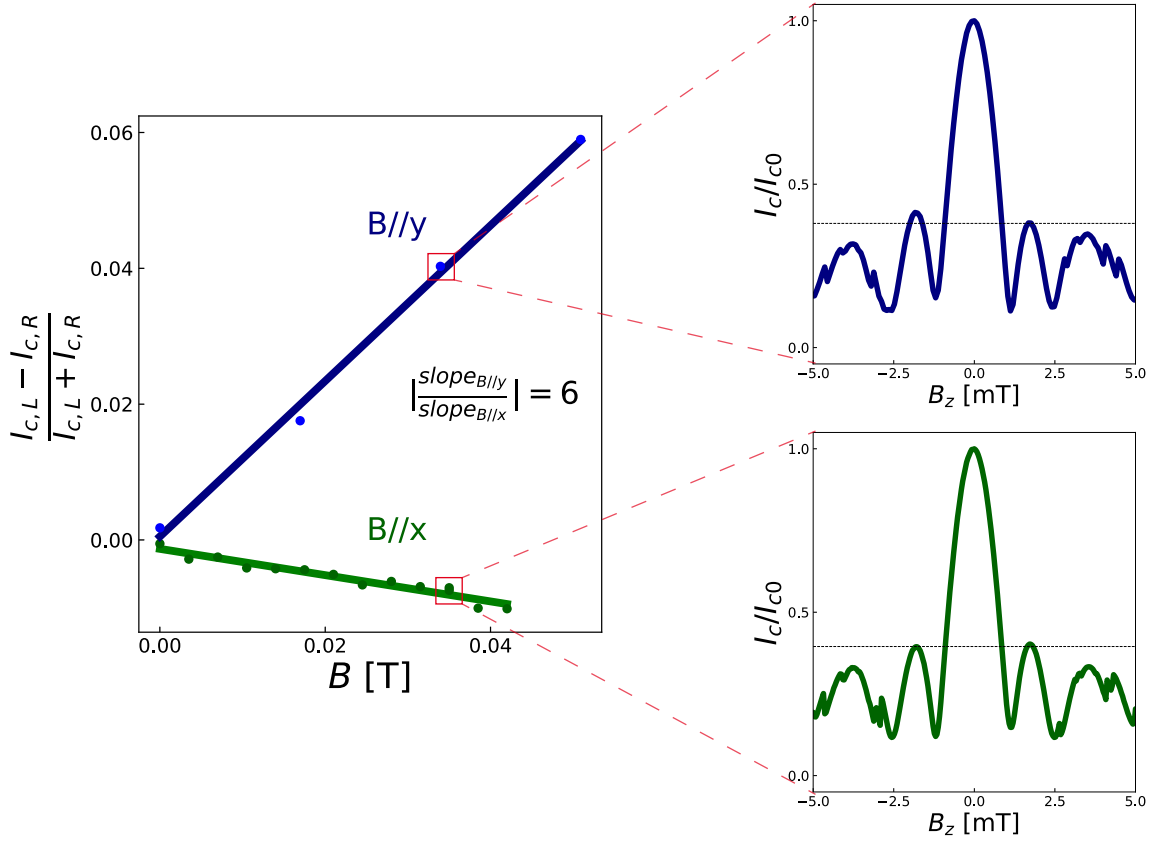 0.06
0.04
0.02
0.00
I_{c,L} − I_{c,R}
I_{c,L} + I_{c,R}
B//y
|slope_{B//y}/slope_{B//x}| = 6
B//x
0.00 0.02 0.04
B [T]
1.0
0.5
0.0
I_c/I_{c0}
−5.0 −2.5 0.0 2.5 5.0
B_z [mT]
1.0
0.5
0.0
I_c/I_{c0}
−5.0 −2.5 0.0 2.5 5.0
B_z [mT]